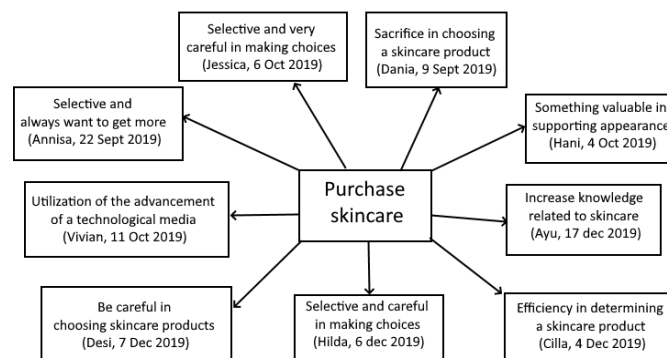 Selective and very
careful in making choices
(Jessica, 6 Oct 2019)
Sacrifice in choosing
a skincare product
(Dania, 9 Sept 2019)
Selective and
always want to get more
(Annisa, 22 Sept 2019)
Something valuable in
supporting appearance
(Hani, 4 Oct 2019)
Purchase
skincare
Utilization of the advancement
of a technological media
(Vivian, 11 Oct 2019)
Increase knowledge
related to skincare
(Ayu, 17 dec 2019)
Be careful in
choosing skincare products
(Desi, 7 Dec 2019)
Selective and careful
in making choices
(Hilda, 6 dec 2019)
Efficiency in determining
a skincare product
(Cilla, 4 Dec 2019)